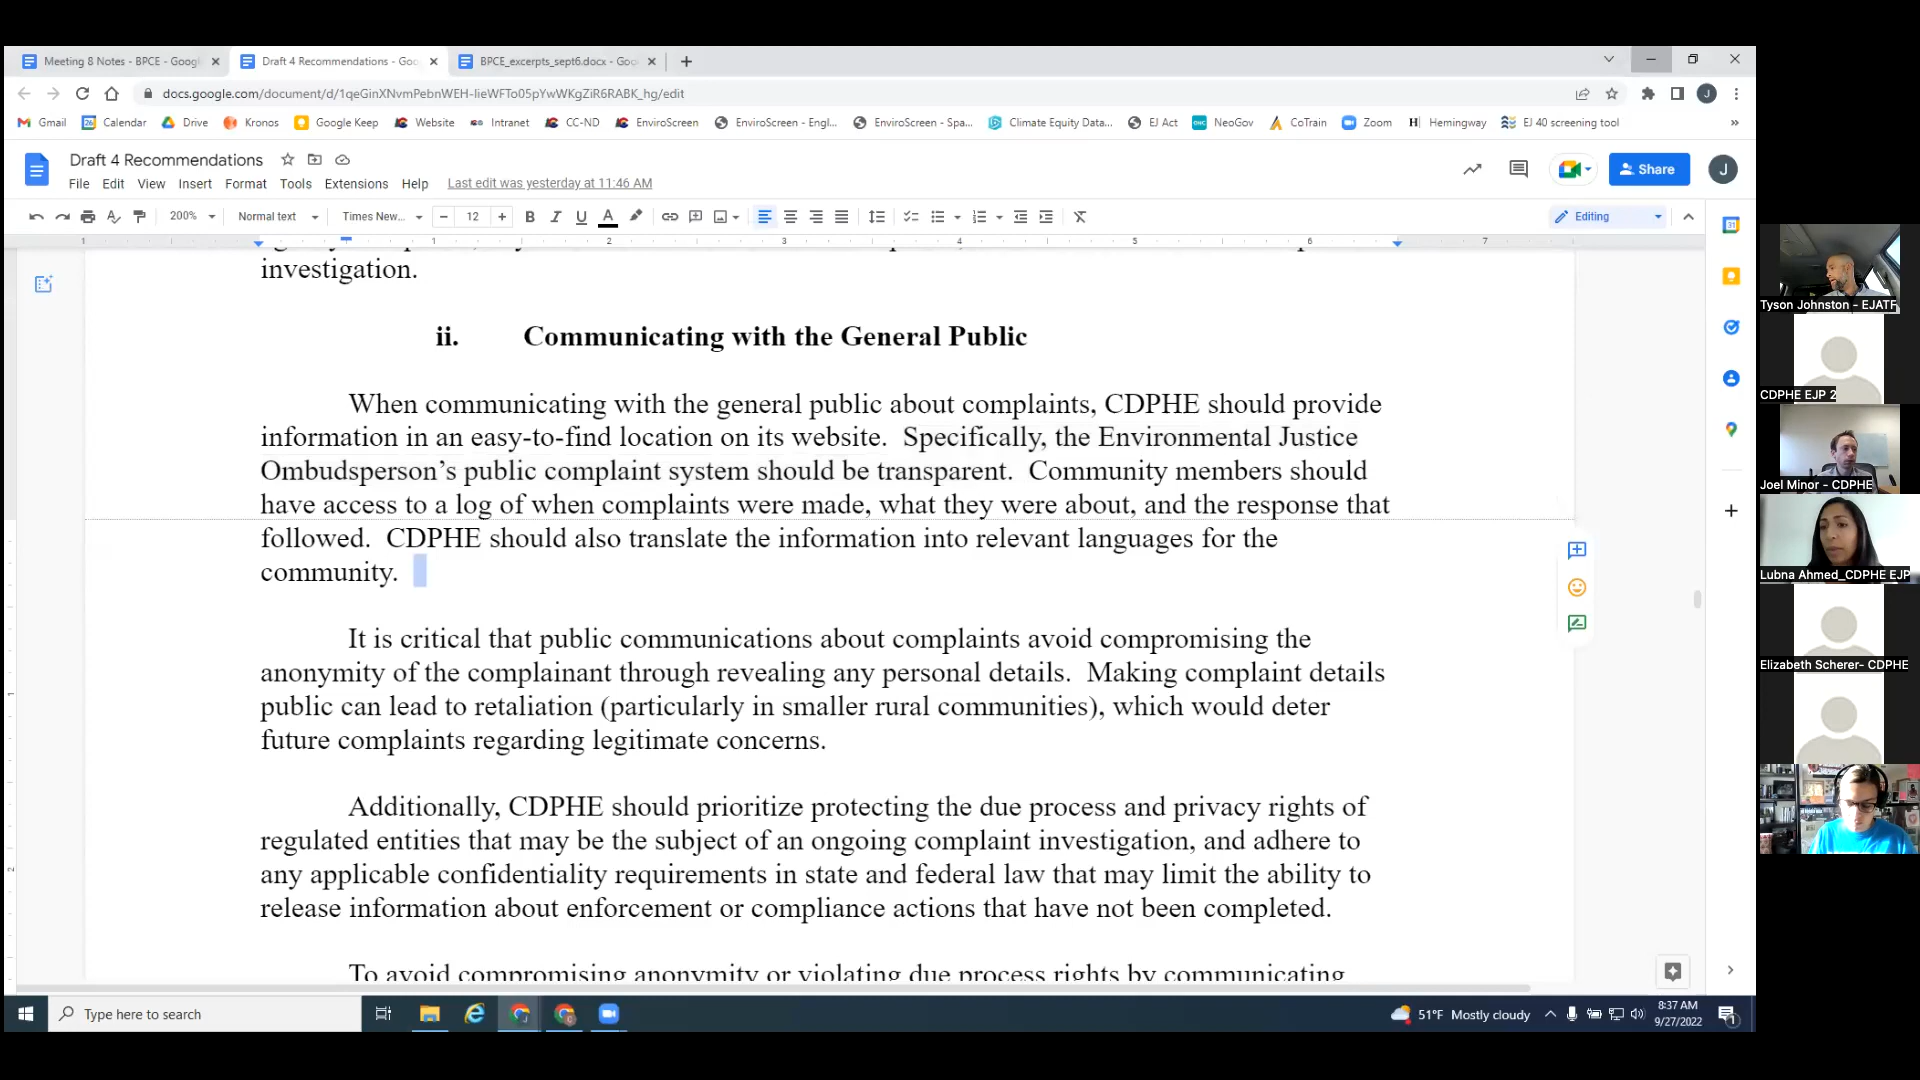 Meeting 8 Notes - BPCE - Googl
Draft 4 Recommendations - Goo
BPCE_excerpts_sept6.docx - Goo
docs.google.com/document/d/1qeGinXNvmPebnWEH-lieWFTo05pYwWKgZiR6RABK_hg/edit
J
Gmail
Calendar
Drive
Kronos
Google Keep
Website
Intranet
CC-ND
EnviroScreen
EnviroScreen - Engl...
EnviroScreen - Spa...
Climate Equity Data...
EJ Act
NeoGov
CoTrain
Zoom
Hemingway
EJ 40 screening tool
»
Draft 4 Recommendations
Share
J
File Edit View Insert Format Tools Extensions Help Last edit was yesterday at 11:46 AM
200% Normal text Times New... 12 B I U A Editing
1 1 2 3 4 5 6 7
investigation.
ii. Communicating with the General Public
When communicating with the general public about complaints, CDPHE should provide
information in an easy-to-find location on its website. Specifically, the Environmental Justice
Ombudsperson’s public complaint system should be transparent. Community members should
have access to a log of when complaints were made, what they were about, and the response that
followed. CDPHE should also translate the information into relevant languages for the
community.
It is critical that public communications about complaints avoid compromising the
anonymity of the complainant through revealing any personal details. Making complaint details
public can lead to retaliation (particularly in smaller rural communities), which would deter
future complaints regarding legitimate concerns.
Additionally, CDPHE should prioritize protecting the due process and privacy rights of
regulated entities that may be the subject of an ongoing complaint investigation, and adhere to
any applicable confidentiality requirements in state and federal law that may limit the ability to
release information about enforcement or compliance actions that have not been completed.
To avoid compromising anonymity or violating due process rights by communicating
Tyson Johnston - EJATF
CDPHE EJP 2
Joel Minor - CDPHE
Lubna Ahmed_CDPHE EJP
Elizabeth Scherer- CDPHE
Type here to search
51°F Mostly cloudy
8:37 AM
9/27/2022